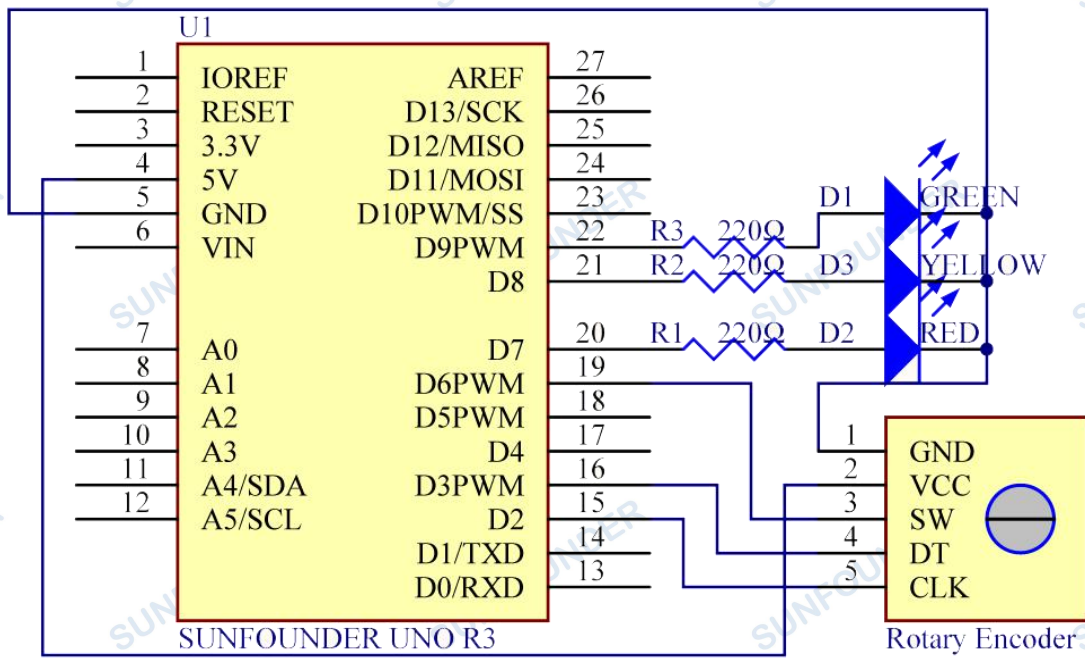 U1
1 IOREF AREF 27
2 RESET D13/SCK 26
3 3.3V D12/MISO 25
4 5V D11/MOSI 24
5 GND D10PWM/SS 23
6 VIN D9PWM 22 R3 220Ω D1 GREEN
D8 21 R2 220Ω D3 YELLOW
7 A0 D7 20 R1 220Ω D2 RED
8 A1 D6PWM 19
9 A2 D5PWM 18
10 A3 D4 17
11 A4/SDA D3PWM 16
12 A5/SCL D2 15
D1/TXD 14
D0/RXD 13
SUNFOUNDER UNO R3
1 GND
2 VCC
3 SW
4 DT
5 CLK
Rotary Encoder
SUNFOUNDER